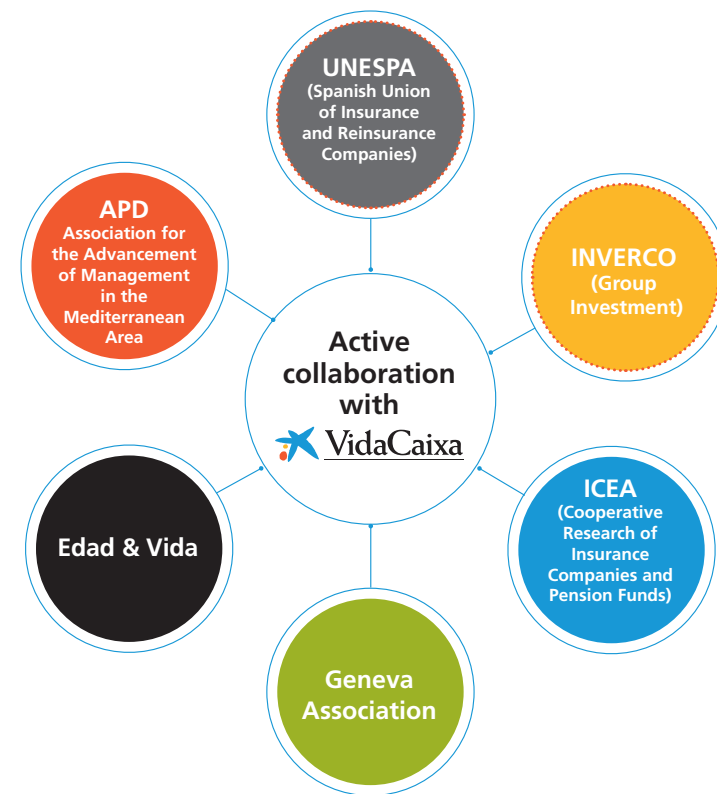 UNESPA
(Spanish Union
of Insurance
and Reinsurance
Companies)
APD
Association for
the Advancement
of Management
in the
Mediterranean
Area
INVERCO
(Group
Investment)
Active
collaboration
with
VidaCaixa
Edad & Vida
ICEA
(Cooperative
Research of
Insurance
Companies and
Pension Funds)
Geneva
Association